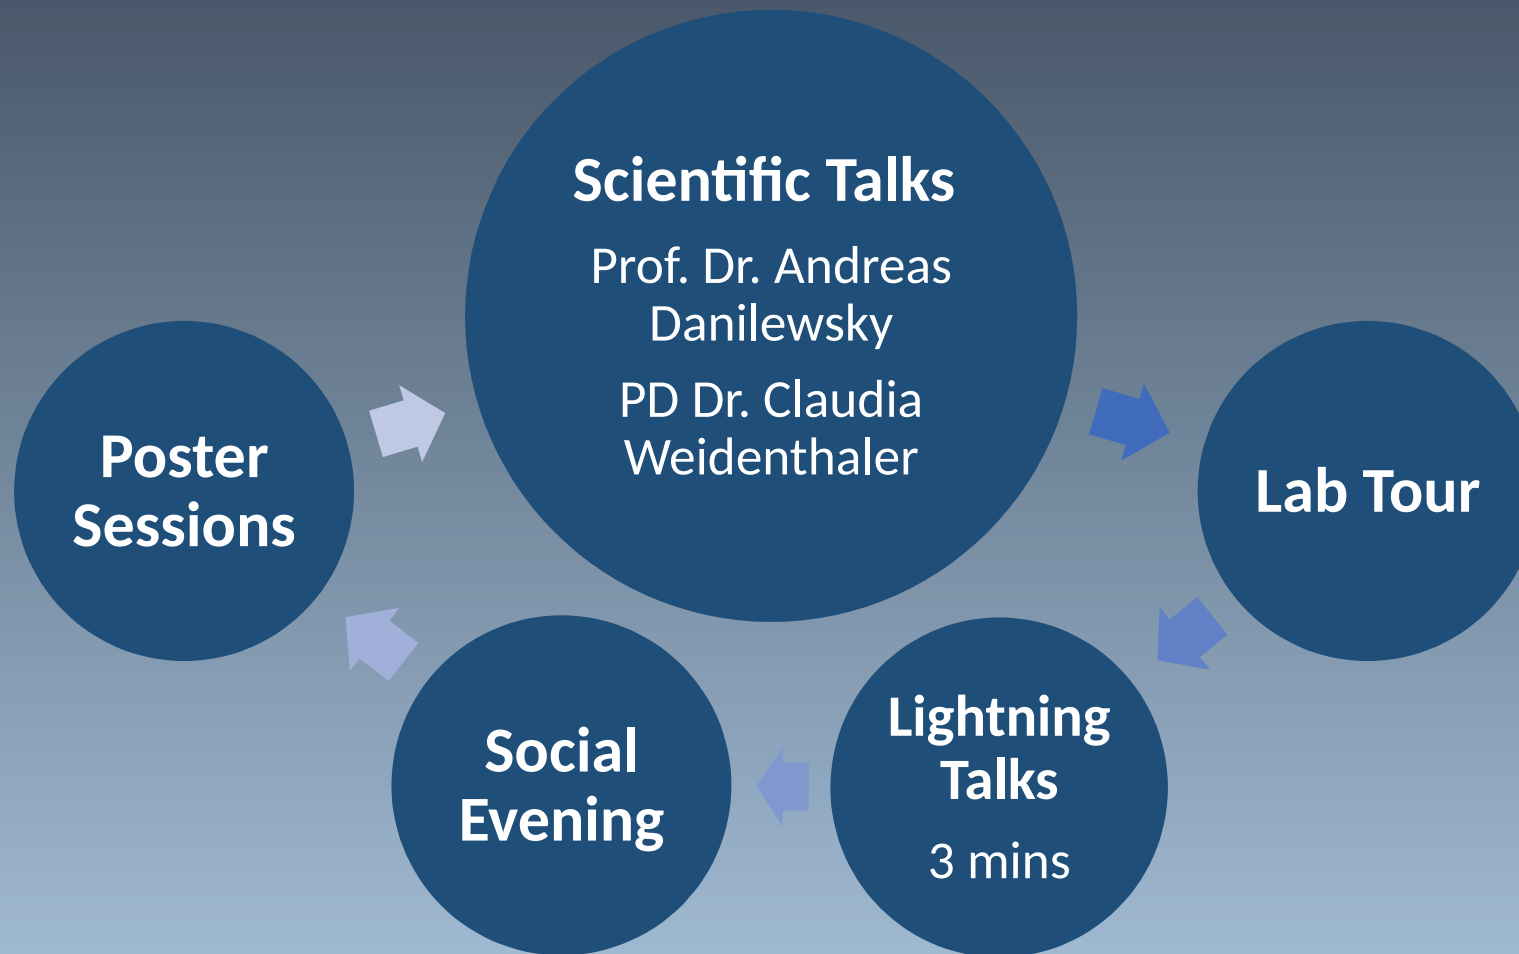 Scientific Talks
Prof. Dr. Andreas
Danilewsky
PD Dr. Claudia
Weidenthaler
Lab Tour
Lightning
Talks
3 mins
Social
Evening
Poster
Sessions